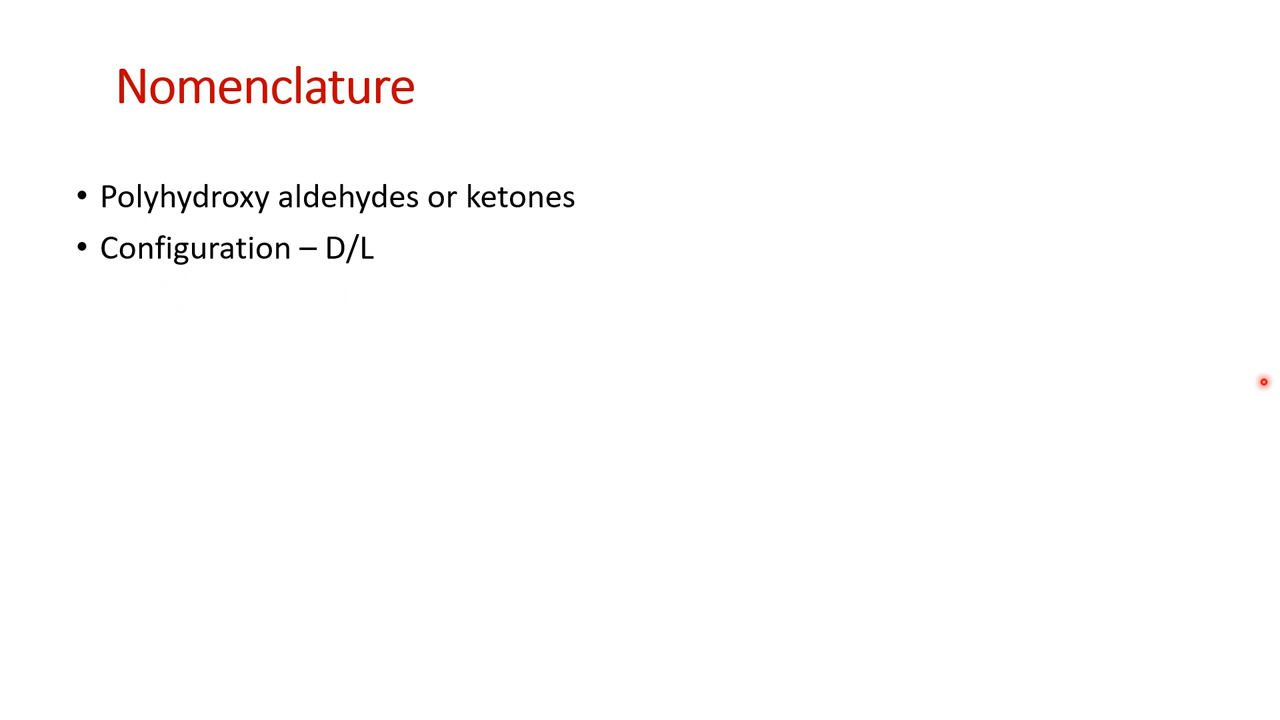 Nomenclature
• Polyhydroxy aldehydes or ketones
• Configuration – D/L